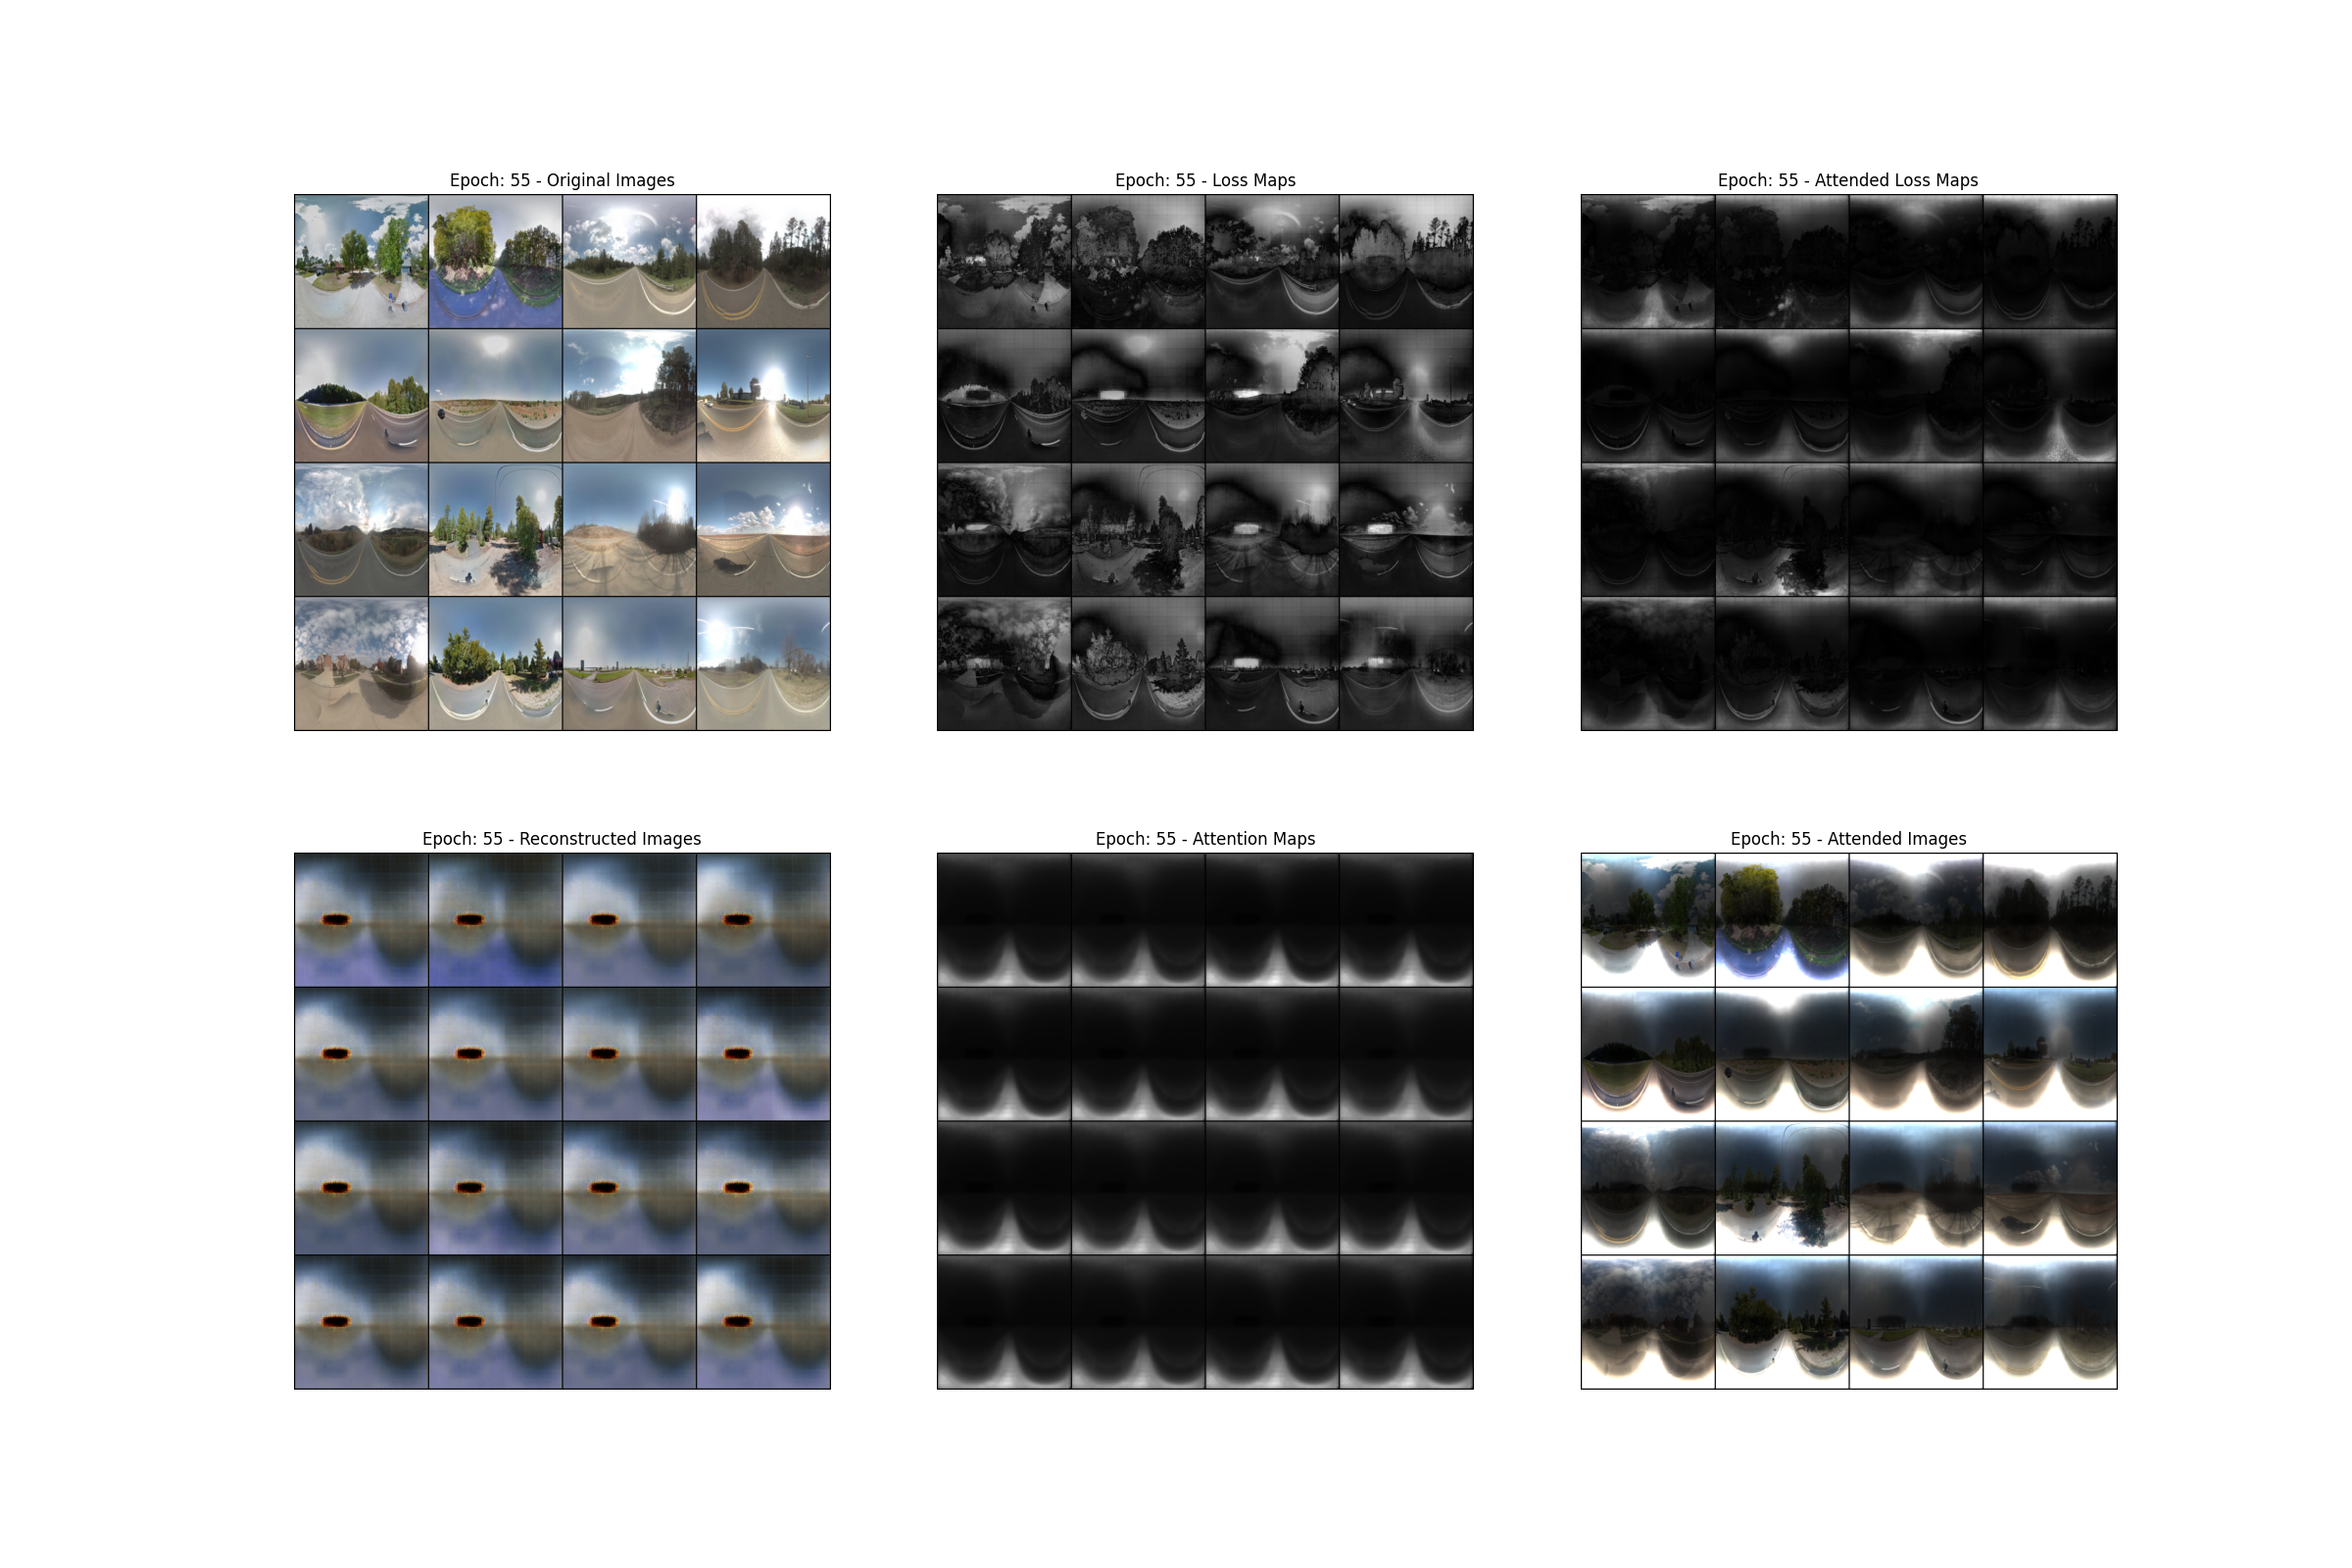 Epoch: 55 - Original Images
Epoch: 55 - Loss Maps
Epoch: 55 - Attended Loss Maps
Epoch: 55 - Reconstructed Images
Epoch: 55 - Attention Maps
Epoch: 55 - Attended Images